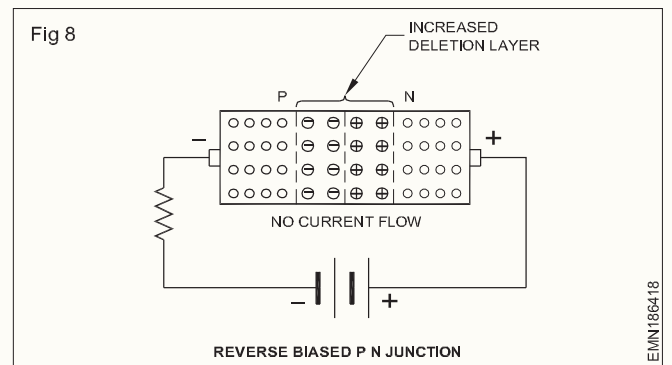 Fig 8
INCREASED
DELETION LAYER
P N
− +
NO CURRENT FLOW
− +
REVERSE BIASED P N JUNCTION
EMN186418